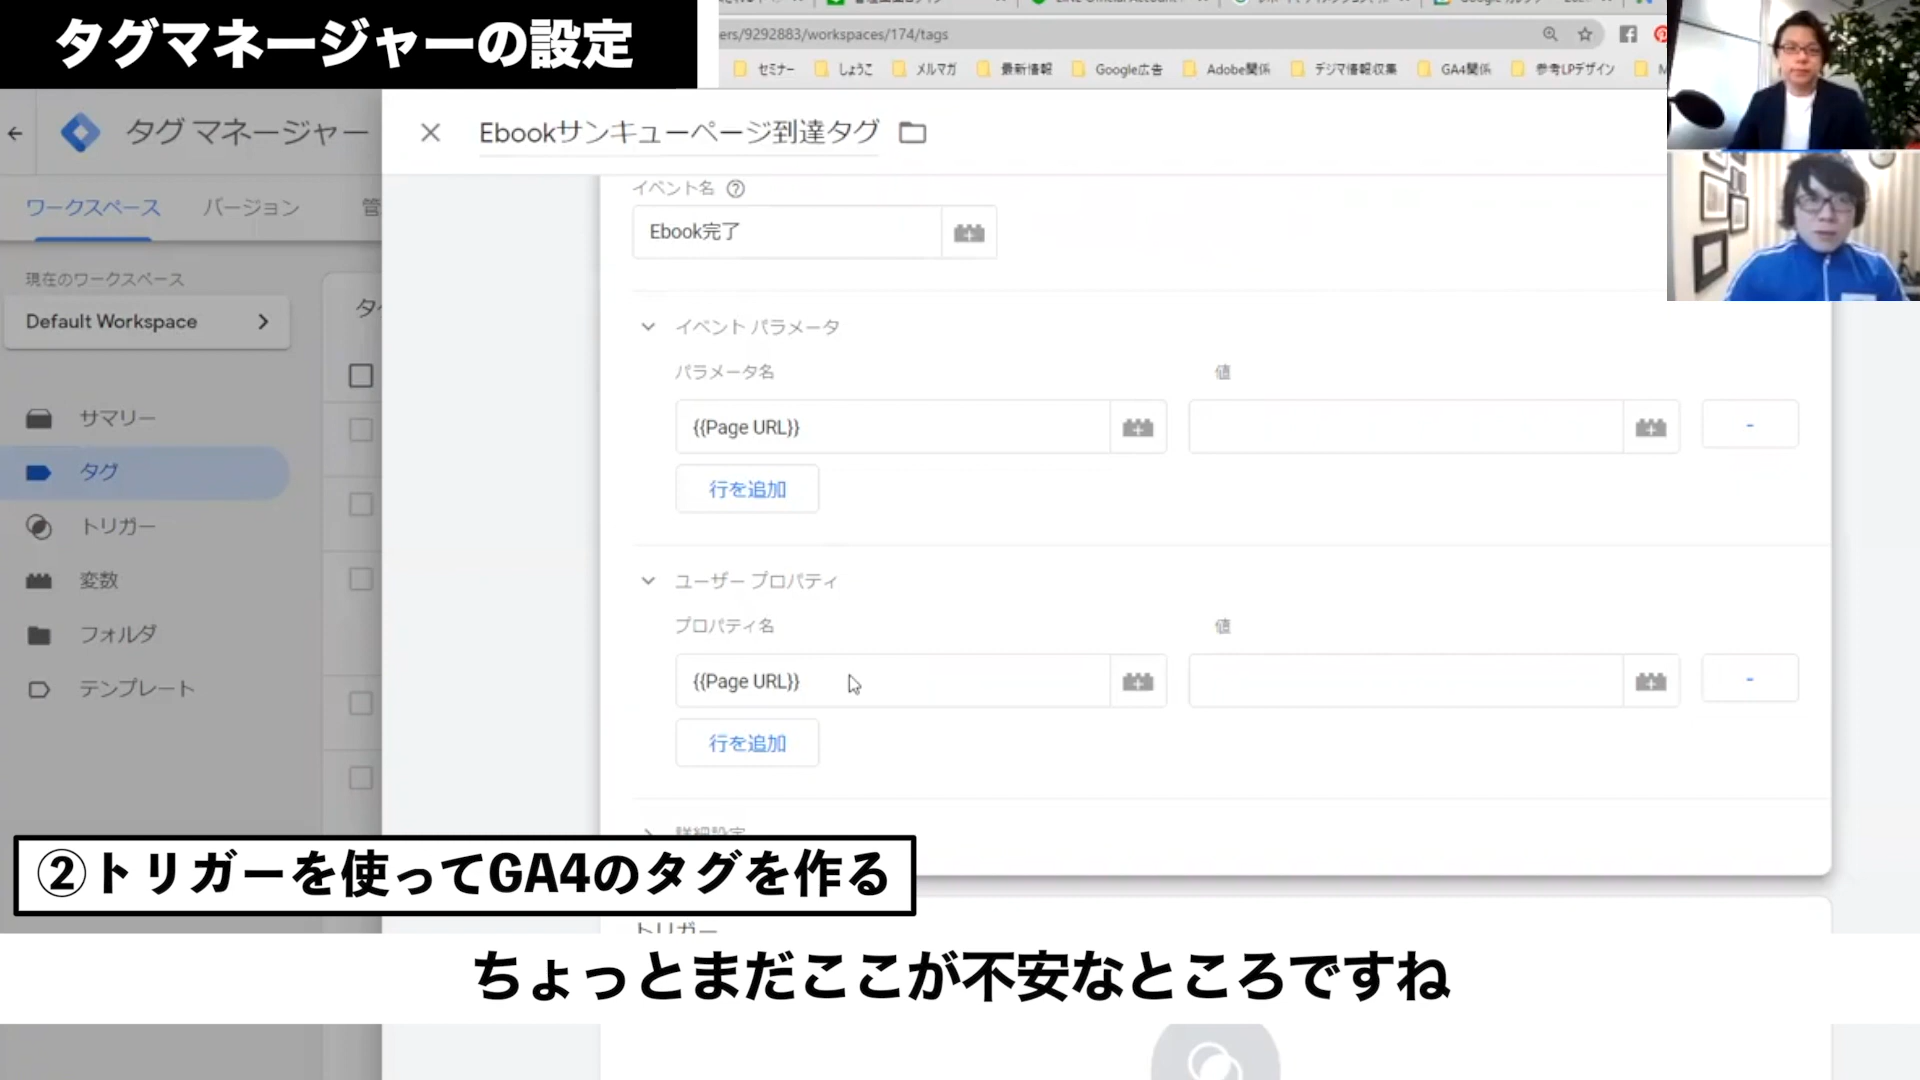 タグマネージャーの設定
ers/9292883/workspaces/174/tags
セミナー しょうこ メルマガ 最新情報 Google広告 Adobe関係 デジマ情報収集 GA4関係 参考LPデザイン
タグ マネージャー
Ebookサンキューページ到達タグ
ワークスペース バージョン 管
現在のワークスペース
Default Workspace
サマリー
タグ
トリガー
変数
フォルダ
テンプレート
イベント名
Ebook完了
イベント パラメータ
パラメータ名 値
{{Page URL}} -
行を追加
ユーザー プロパティ
プロパティ名 値
{{Page URL}} -
行を追加
詳細設定
②トリガーを使ってGA4のタグを作る
トリガー
ちょっとまだここが不安なところですね